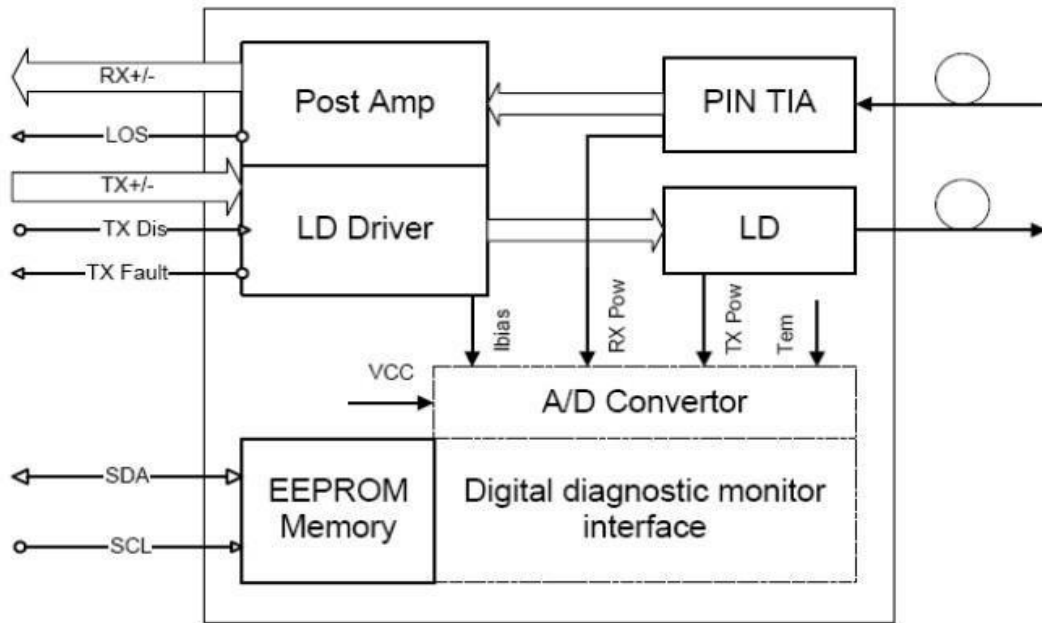 RX+/-
Post Amp
PIN TIA
LOS
TX+/-
TX Dis
LD Driver
LD
TX Fault
Ibias
RX Pow
TX Pow
Tem
VCC
A/D Convertor
SDA
EEPROM
Memory
Digital diagnostic monitor
interface
SCL